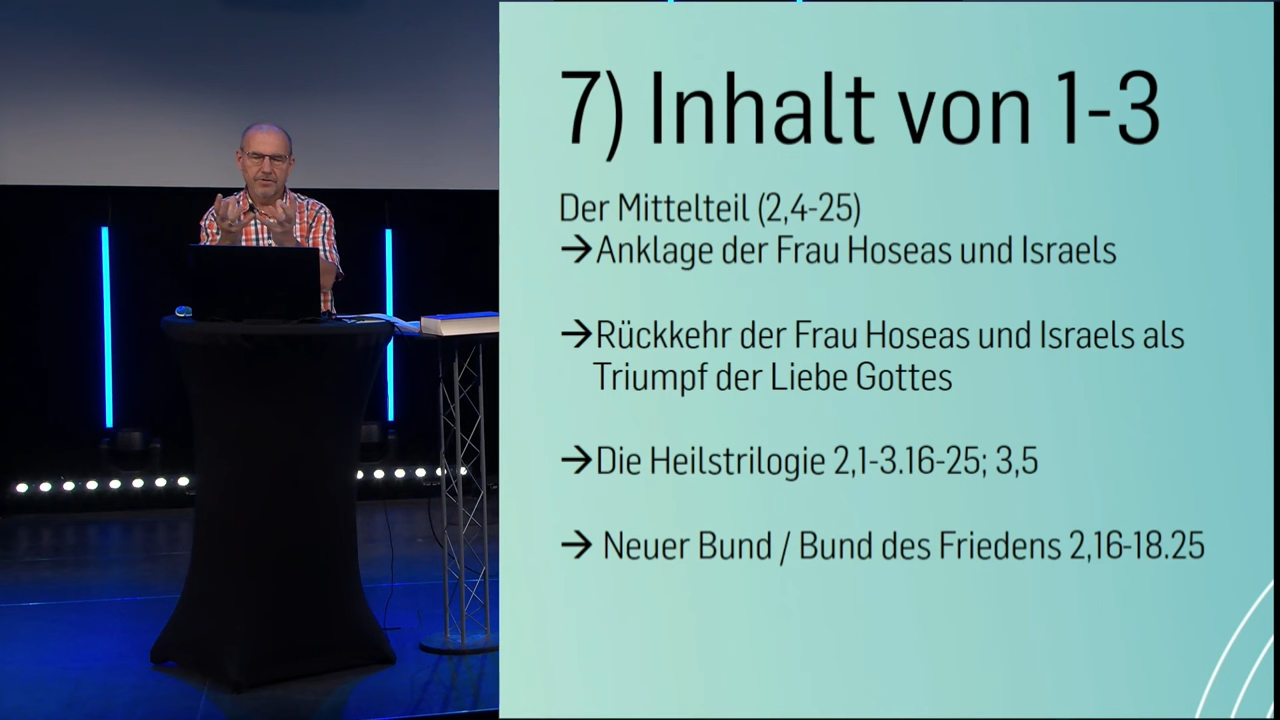 7) Inhalt von 1-3
Der Mittelteil (2,4-25)
→Anklage der Frau Hoseas und Israels
→Rückkehr der Frau Hoseas und Israels als
Triumpf der Liebe Gottes
→Die Heilstrilogie 2,1-3.16-25; 3,5
→ Neuer Bund / Bund des Friedens 2,16-18.25